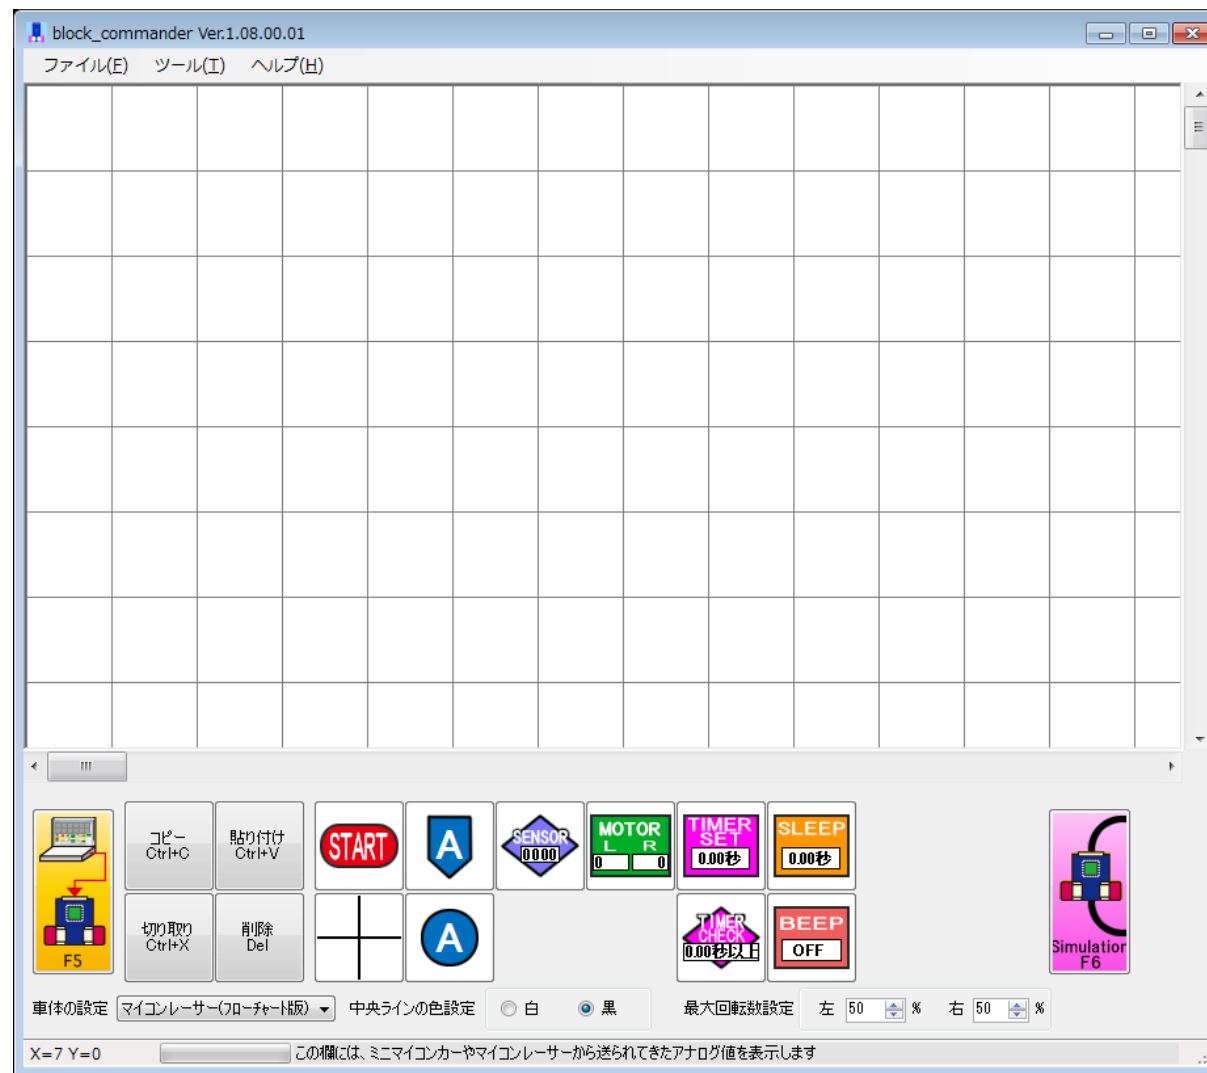 block_commander Ver.1.08.00.01
ファイル(F) ツール(T) ヘルプ(H)
F5
コピー
Ctrl+C
貼り付け
Ctrl+V
切り取り
Ctrl+X
削除
Del
START
A
SENSOR
0000
MOTOR
L R
0 0
TIMER
SET
0.00秒
SLEEP
0.00秒
A
TIMER
CHECK
0.00秒以上
BEEP
OFF
Simulation
F6
車体の設定 マイコンレーサー(フローチャート版) 中央ラインの色設定 白 黒 最大回転数設定 左 50 % 右 50 %
X=7 Y=0 この欄には、ミニマイコンカーやマイコンレーサーから送られてきたアナログ値を表示します